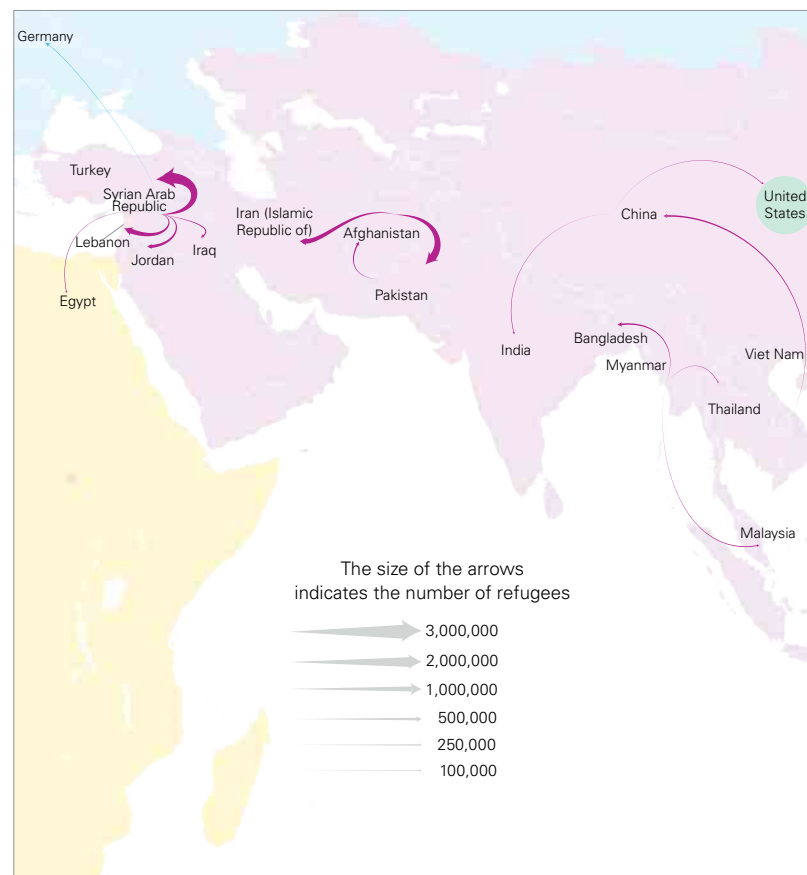 Germany
Turkey
Syrian Arab
Republic
Lebanon
Jordan
Iraq
Egypt
Iran (Islamic
Republic of)
Afghanistan
Pakistan
India
China
United
States
Bangladesh
Myanmar
Viet Nam
Thailand
Malaysia
The size of the arrows
indicates the number of refugees
3,000,000
2,000,000
1,000,000
500,000
250,000
100,000